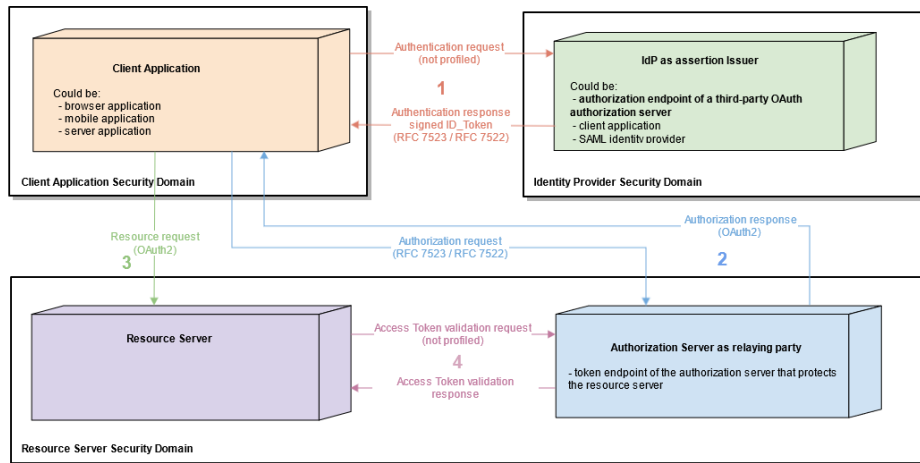 Client Application
Could be:
- browser application
- mobile application
- server application
Client Application Security Domain
Authentication request
(not profiled)
1
Authentication response
signed ID_Token
(RFC 7523 / RFC 7522)
IdP as assertion Issuer
Could be:
- authorization endpoint of a third-party OAuth
authorization server
- client application
- SAML identity provider
Identity Provider Security Domain
Resource request
(OAuth2)
3
Authorization request
(RFC 7523 / RFC 7522)
Authorization response
(OAuth2)
2
Resource Server
Access Token validation request
(not profiled)
4
Access Token validation
response
Authorization Server as relaying party
- token endpoint of the authorization server that protects
the resource server
Resource Server Security Domain